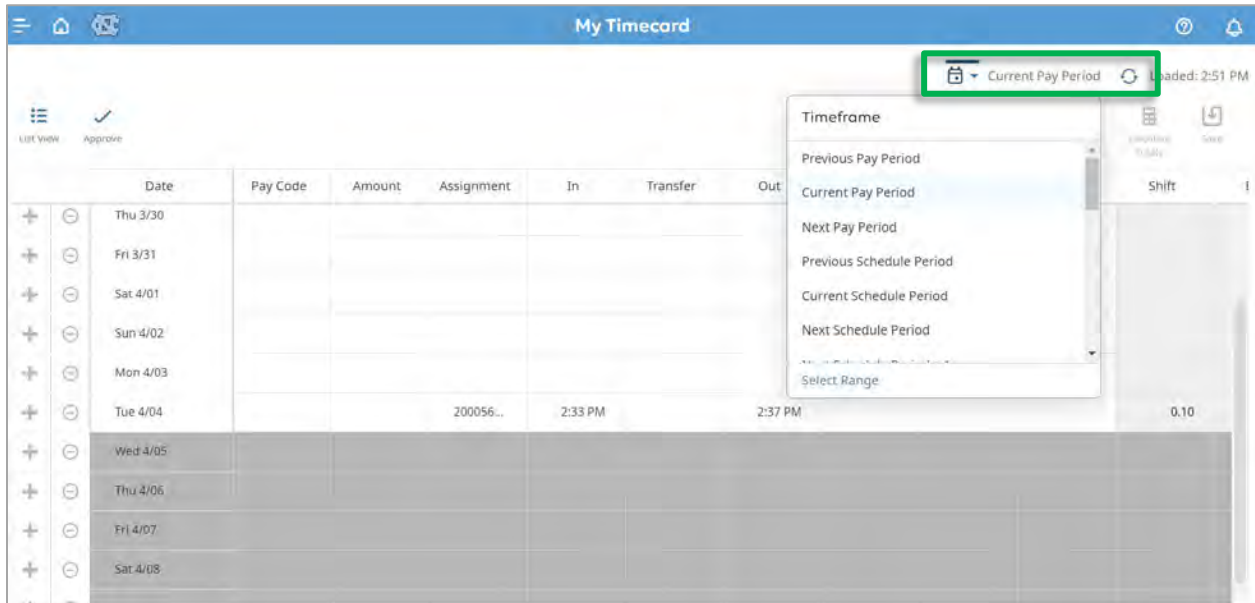 My Timecard
Current Pay Period
Loaded: 2:51 PM
List View
Approve
Save
Timeframe
Previous Pay Period
Current Pay Period
Next Pay Period
Previous Schedule Period
Current Schedule Period
Next Schedule Period
Select Range
Date Pay Code Amount Assignment In Transfer Out Shift
Thu 3/30
Fri 3/31
Sat 4/01
Sun 4/02
Mon 4/03
Tue 4/04 200056... 2:33 PM 2:37 PM 0.10
Wed 4/05
Thu 4/06
Fri 4/07
Sat 4/08